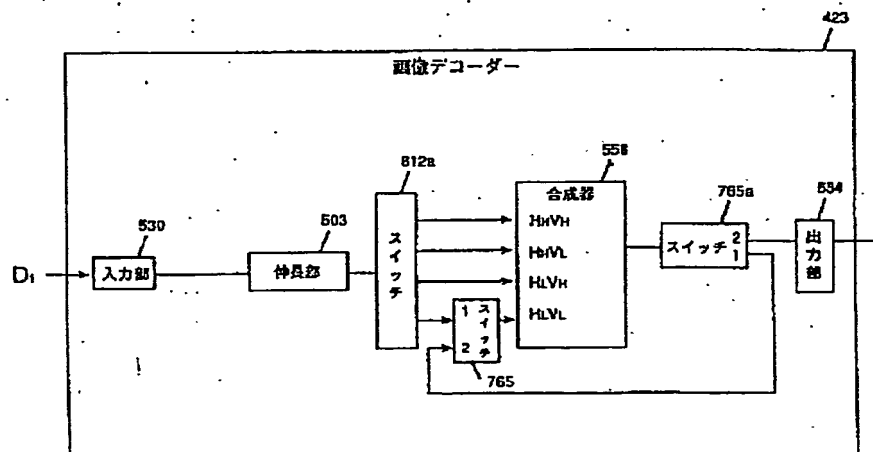 423
画像デコーダー
812a
スイッチ
556
合成器
HHVH
HHVL
HLVH
HLVL
765a
スイッチ
2
1
554
出力部
530
入力部
503
伸長部
D1
1
2
スイッチ
765